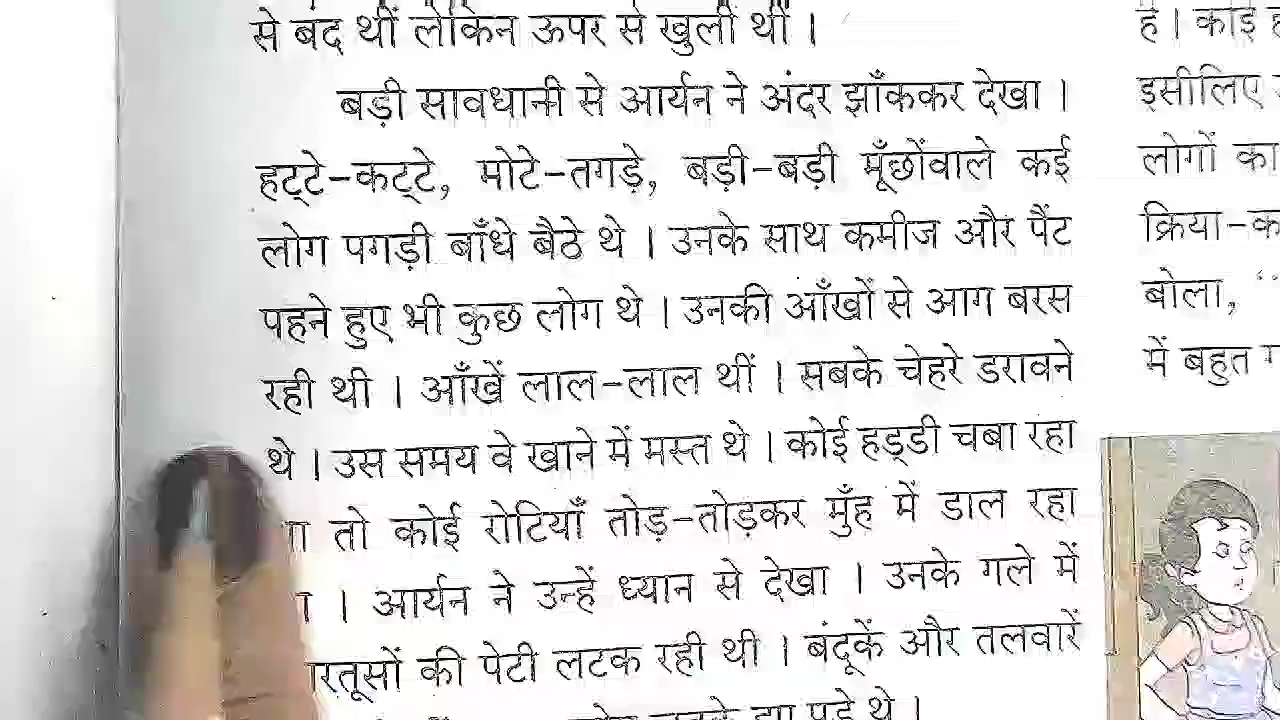 से बंद थीं लेकिन ऊपर से खुली थीं ।
बड़ी सावधानी से आर्यन ने अंदर झाँककर देखा ।
हट्टे-कट्टे, मोटे-तगड़े, बड़ी-बड़ी मूँछोंवाले कई
लोग पगड़ी बाँधे बैठे थे । उनके साथ कमीज और पैंट
पहने हुए भी कुछ लोग थे । उनकी आँखों से आग बरस
रही थी । आँखें लाल-लाल थीं । सबके चेहरे डरावने
थे । उस समय वे खाने में मस्त थे । कोई हड्डी चबा रहा
तो कोई रोटियाँ तोड़-तोड़कर मुँह में डाल रहा
। आर्यन ने उन्हें ध्यान से देखा । उनके गले में
की पेटी लटक रही थी । बंदूकें और तलवारें
थे ।
है । कोई
इसीलिए
लोगों का
क्रिया-क
बोला, “
में बहुत